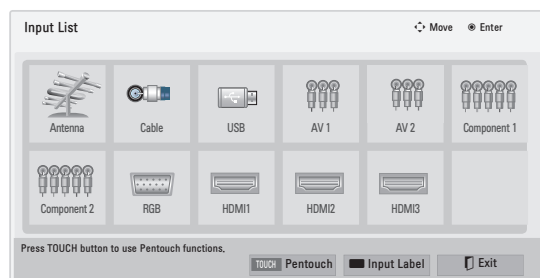 Input List
Move Enter
Antenna Cable USB AV 1 AV 2 Component 1
Component 2 RGB HDMI1 HDMI2 HDMI3
Press TOUCH button to use Pentouch functions.
TOUCH Pentouch Input Label Exit